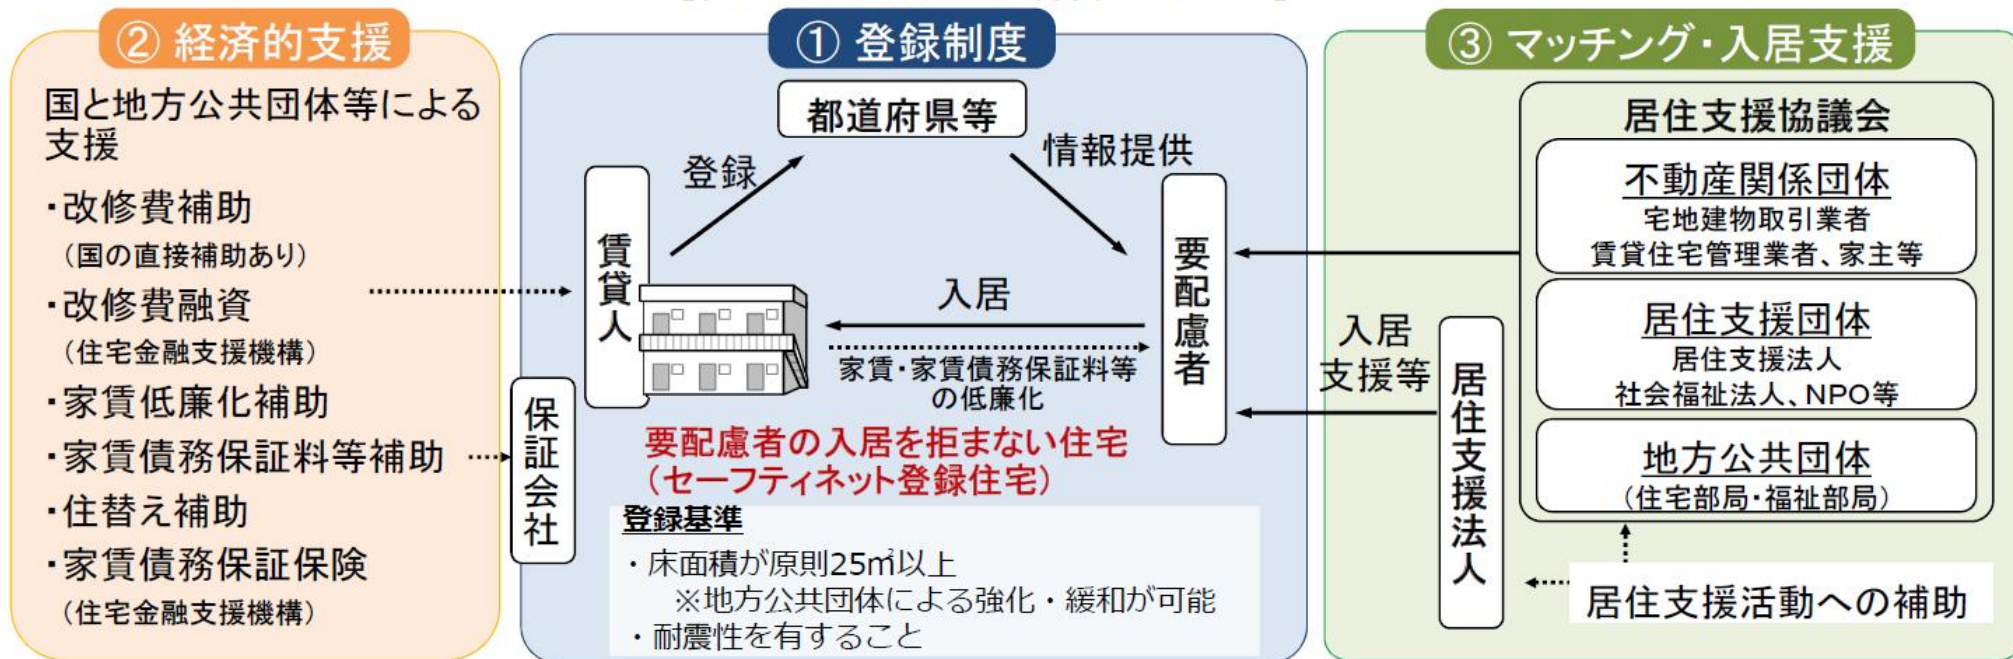 ② 経済的支援
国と地方公共団体等による
支援
・改修費補助
（国の直接補助あり）
・改修費融資
（住宅金融支援機構）
・家賃低廉化補助
・家賃債務保証料等補助
・住替え補助
・家賃債務保証保険
（住宅金融支援機構）
保証会社
① 登録制度
都道府県等
登録
情報提供
賃貸人
入居
家賃・家賃債務保証料等
の低廉化
要配慮者
要配慮者の入居を拒まない住宅
（セーフティネット登録住宅）
登録基準
・床面積が原則25㎡以上
※地方公共団体による強化・緩和が可能
・耐震性を有すること
③ マッチング・入居支援
居住支援協議会
不動産関係団体
宅地建物取引業者
賃貸住宅管理業者、家主等
居住支援団体
居住支援法人
社会福祉法人、NPO等
地方公共団体
（住宅部局・福祉部局）
入居
支援等
居住支援法人
居住支援活動への補助